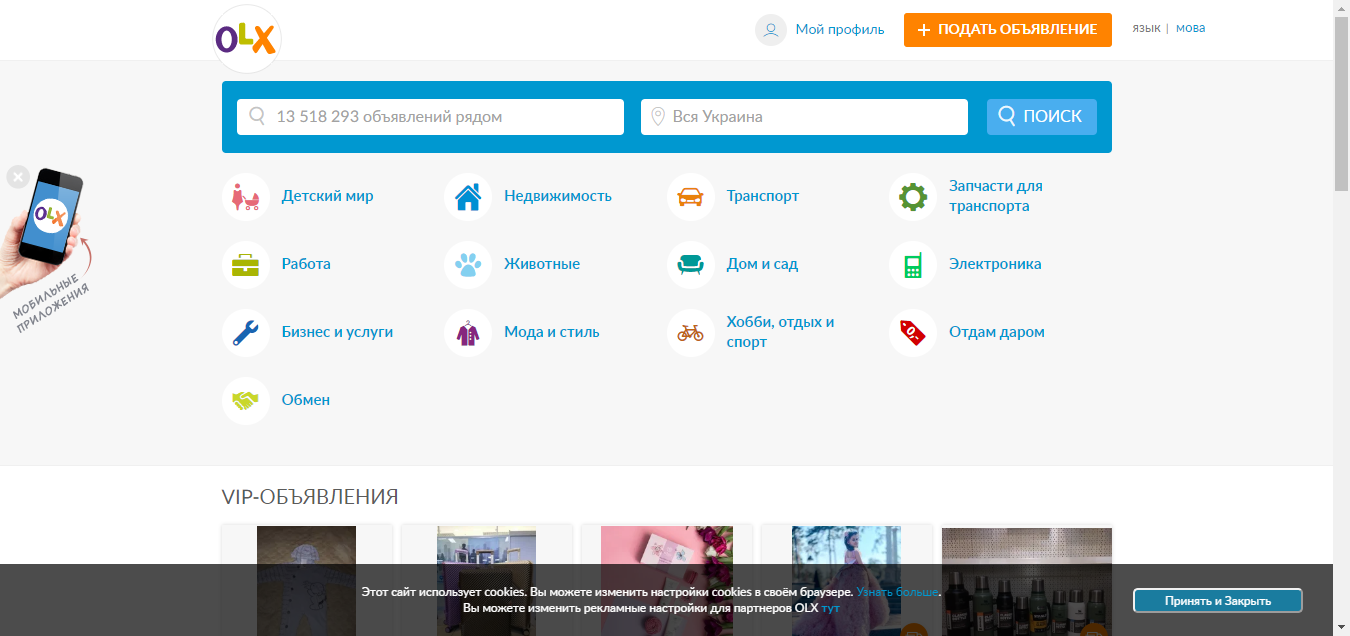 OLX
Мой профиль
+ ПОДАТЬ ОБЪЯВЛЕНИЕ
язык | мова
13 518 293 объявлений рядом
Вся Украина
ПОИСК
OLX
МОБИЛЬНЫЕ
ПРИЛОЖЕНИЯ
Детский мир
Недвижимость
Транспорт
Запчасти для
транспорта
Работа
Животные
Дом и сад
Электроника
Бизнес и услуги
Мода и стиль
Хобби, отдых и
спорт
Отдам даром
Обмен
VIP-ОБЪЯВЛЕНИЯ
Этот сайт использует cookies. Вы можете изменить настройки cookies в своём браузере. Узнать больше.
Вы можете изменить рекламные настройки для партнеров OLX тут
Принять и Закрыть